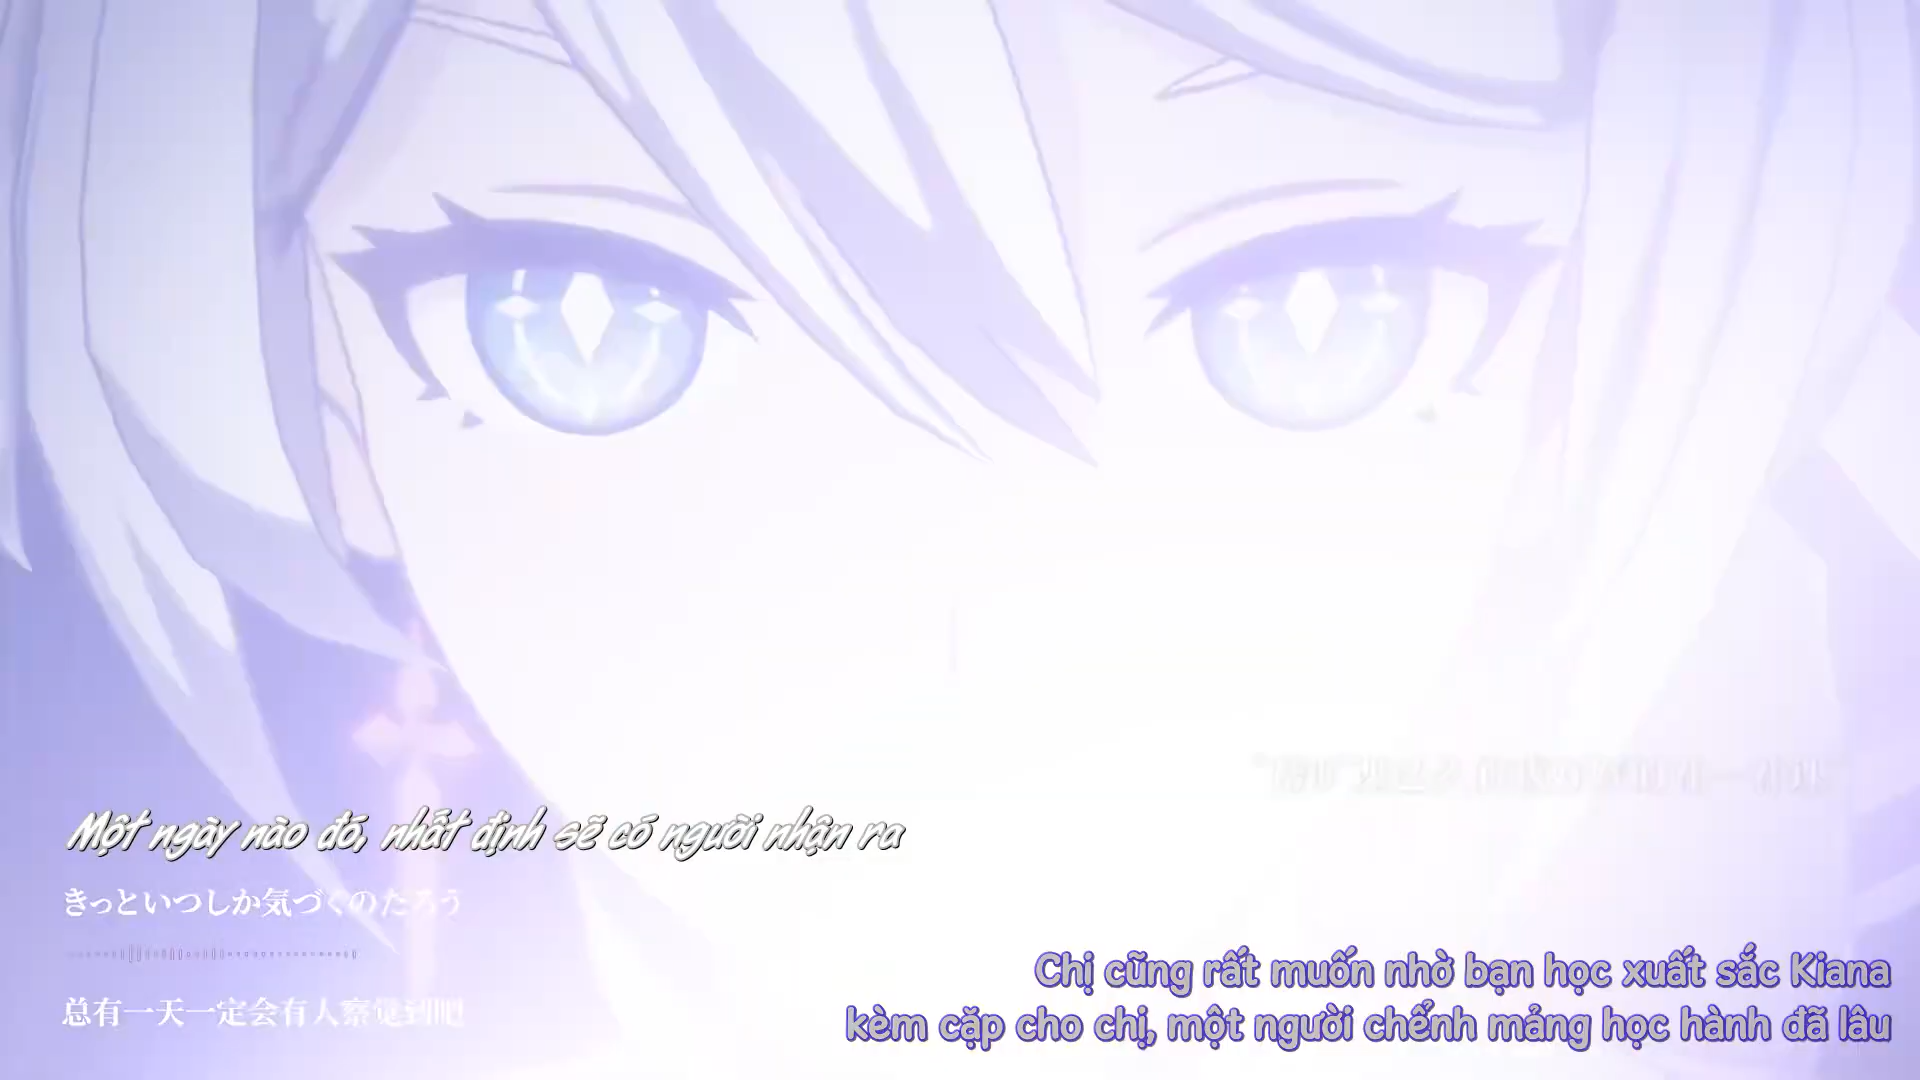 Một ngày nào đó, nhất định sẽ có người nhận ra
きっといつしか気づくのだろう
总有一天一定会有人察觉到吧
Chị cũng rất muốn nhờ bạn học xuất sắc Kiana
kèm cặp cho chị, một người chểnh mảng học hành đã lâu